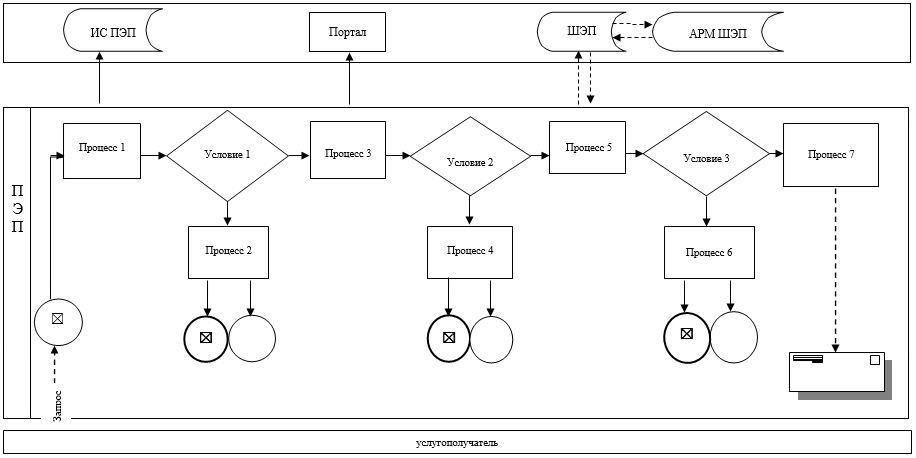 ИС ПЭП
Портал
ШЭП
АРМ ШЭП
ПЭП
Процесс 1
Условие 1
Процесс 3
Условие 2
Процесс 5
Условие 3
Процесс 7
Процесс 2
Процесс 4
Процесс 6
Запрос
услугополучатель